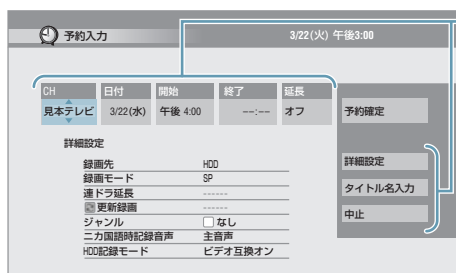 予約入力 3/22(火) 午後3:00
CH 日付 開始 終了 延長
見本テレビ 3/22(水) 午後 4:00 --:-- オフ
予約確定
詳細設定
録画先 HDD
録画モード SP
連ドラ延長 ------
更新録画 ------
ジャンル なし
二カ国語時記録音声 主音声
HDD記録モード ビデオ互換オン
詳細設定
タイトル名入力
中止